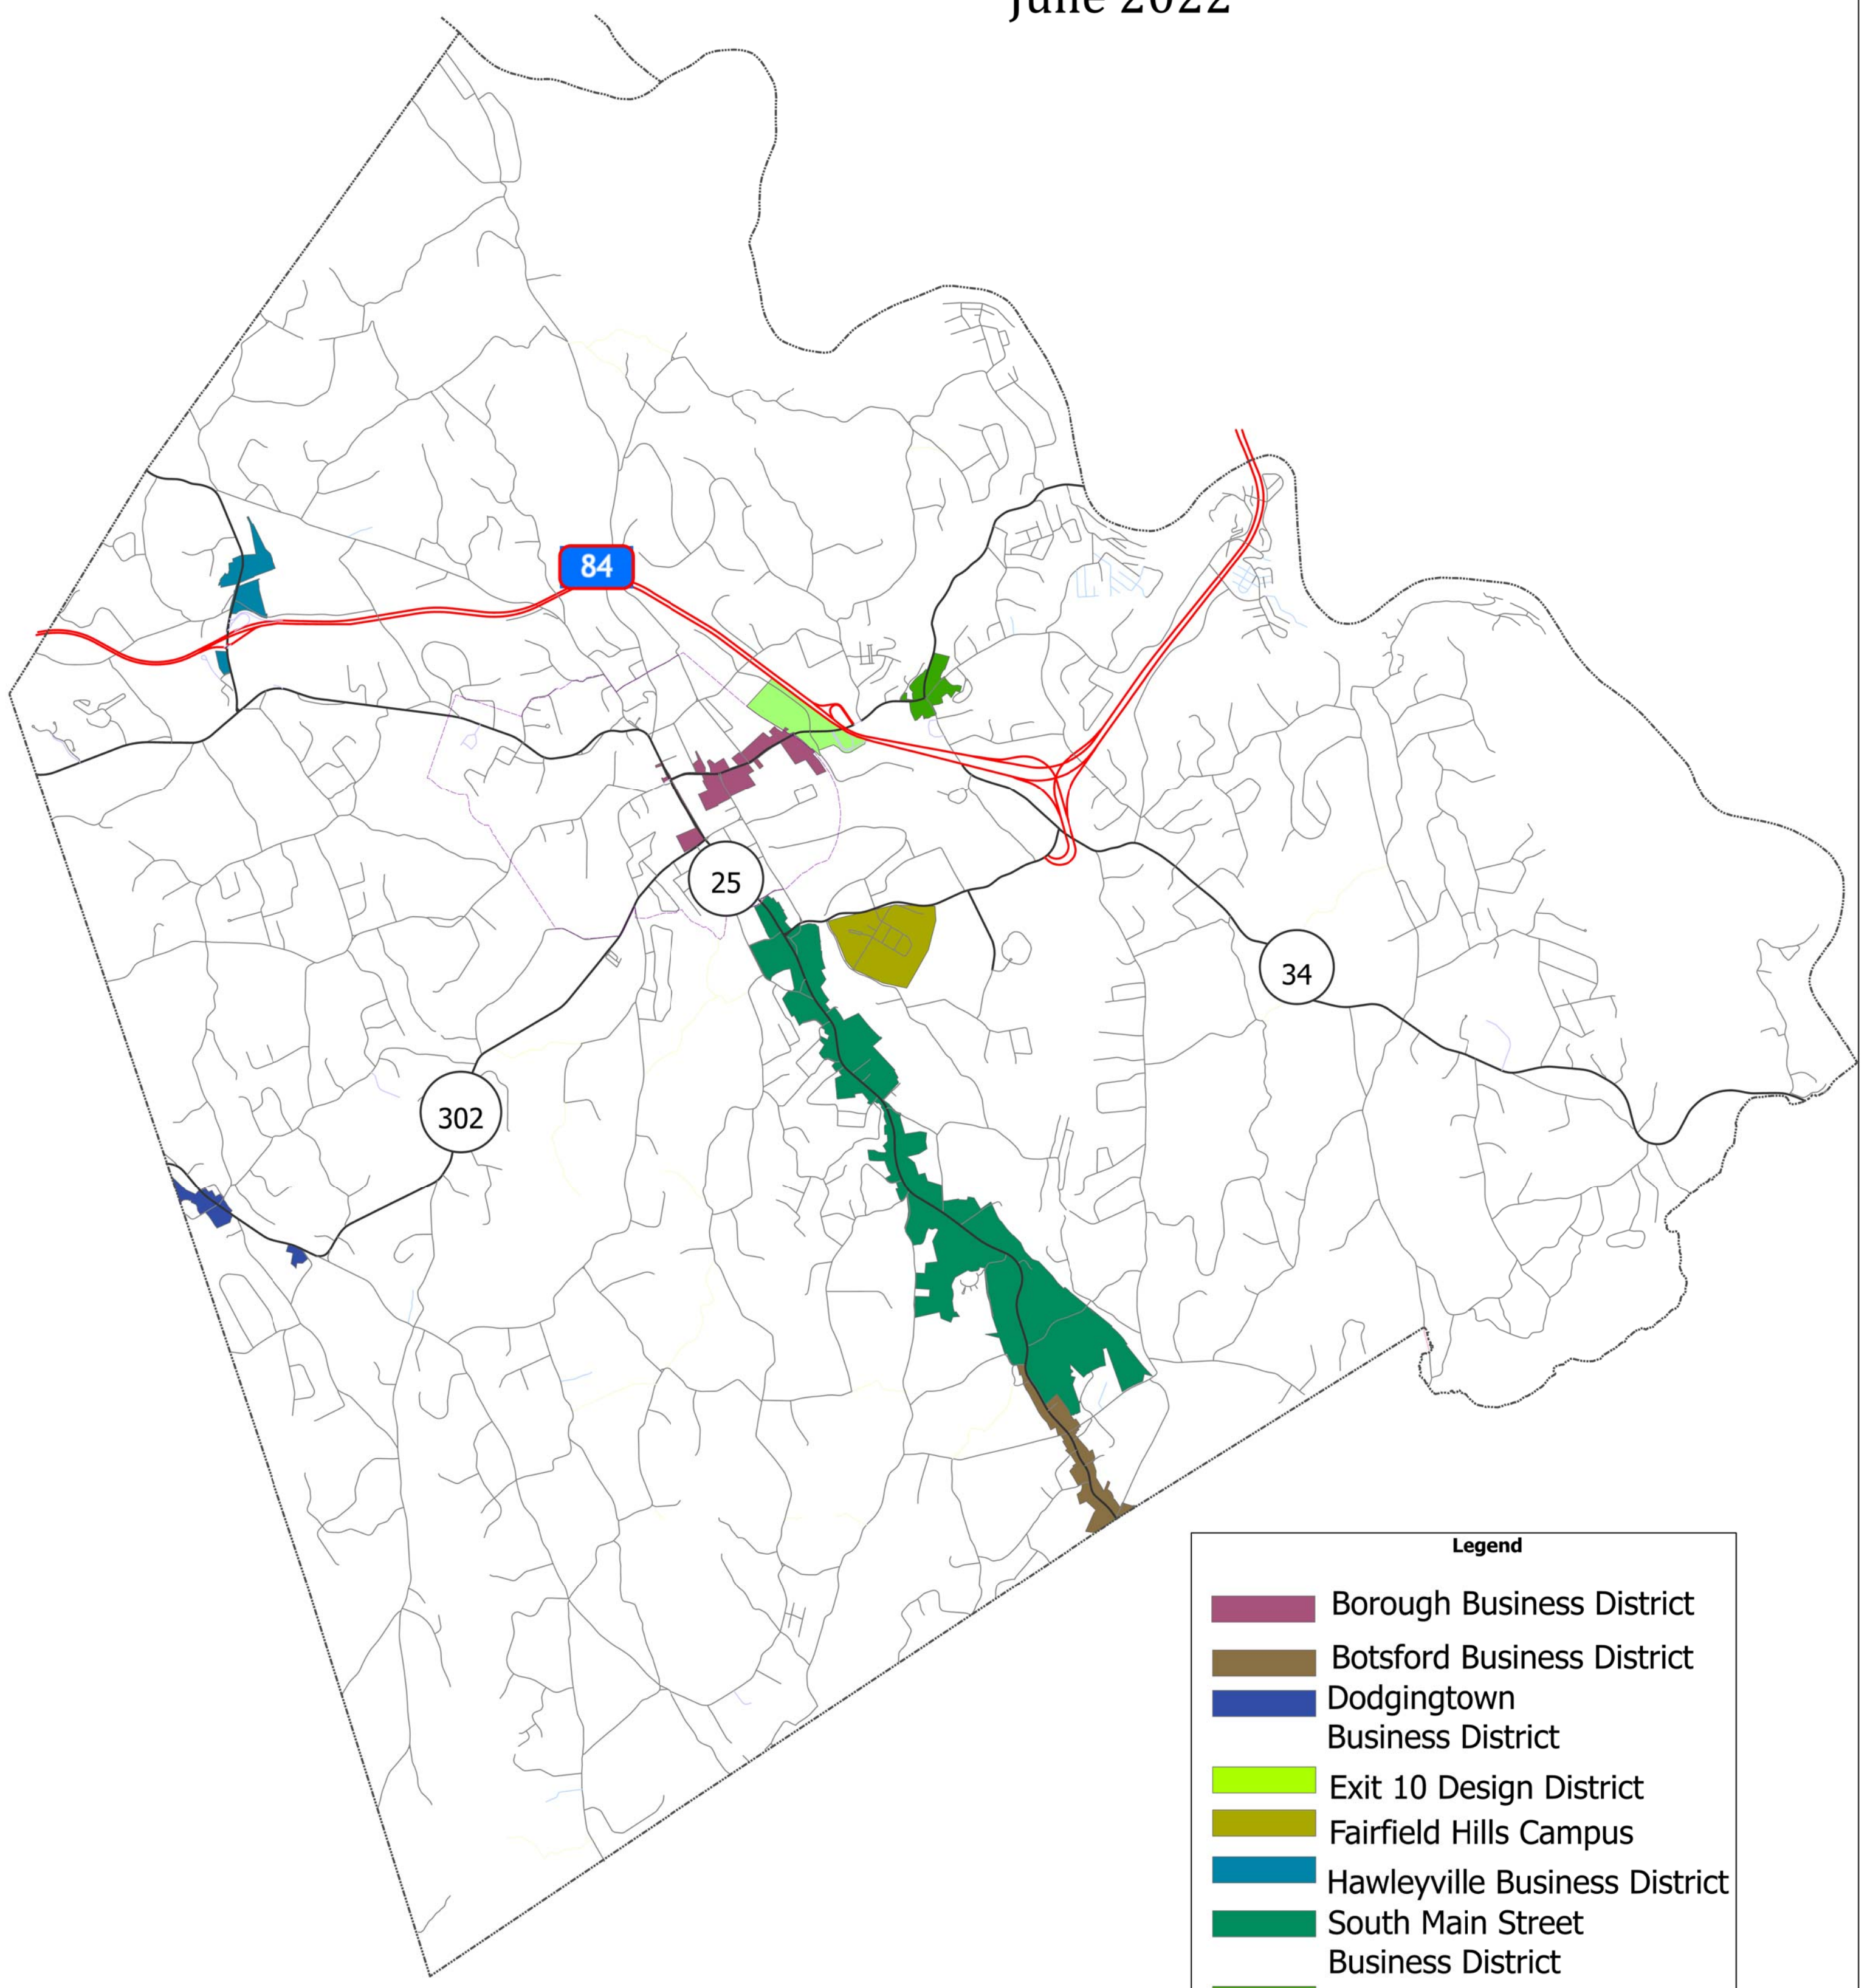 June 2022
84
25
34
302
Legend
Borough Business District
Botsford Business District
Dodgingtown
Business District
Exit 10 Design District
Fairfield Hills Campus
Hawleyville Business District
South Main Street
Business District